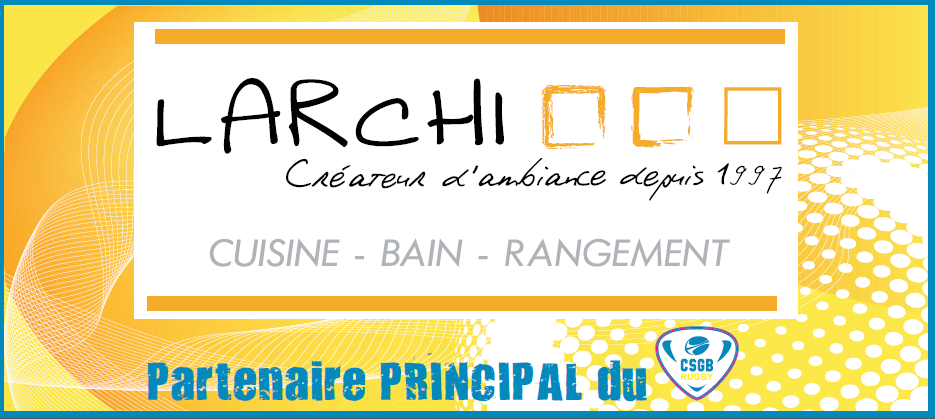 LARCHI
Créateur d'ambiance depuis 1997
CUISINE - BAIN - RANGEMENT
Partenaire PRINCIPAL du
CSGB
RUGBY